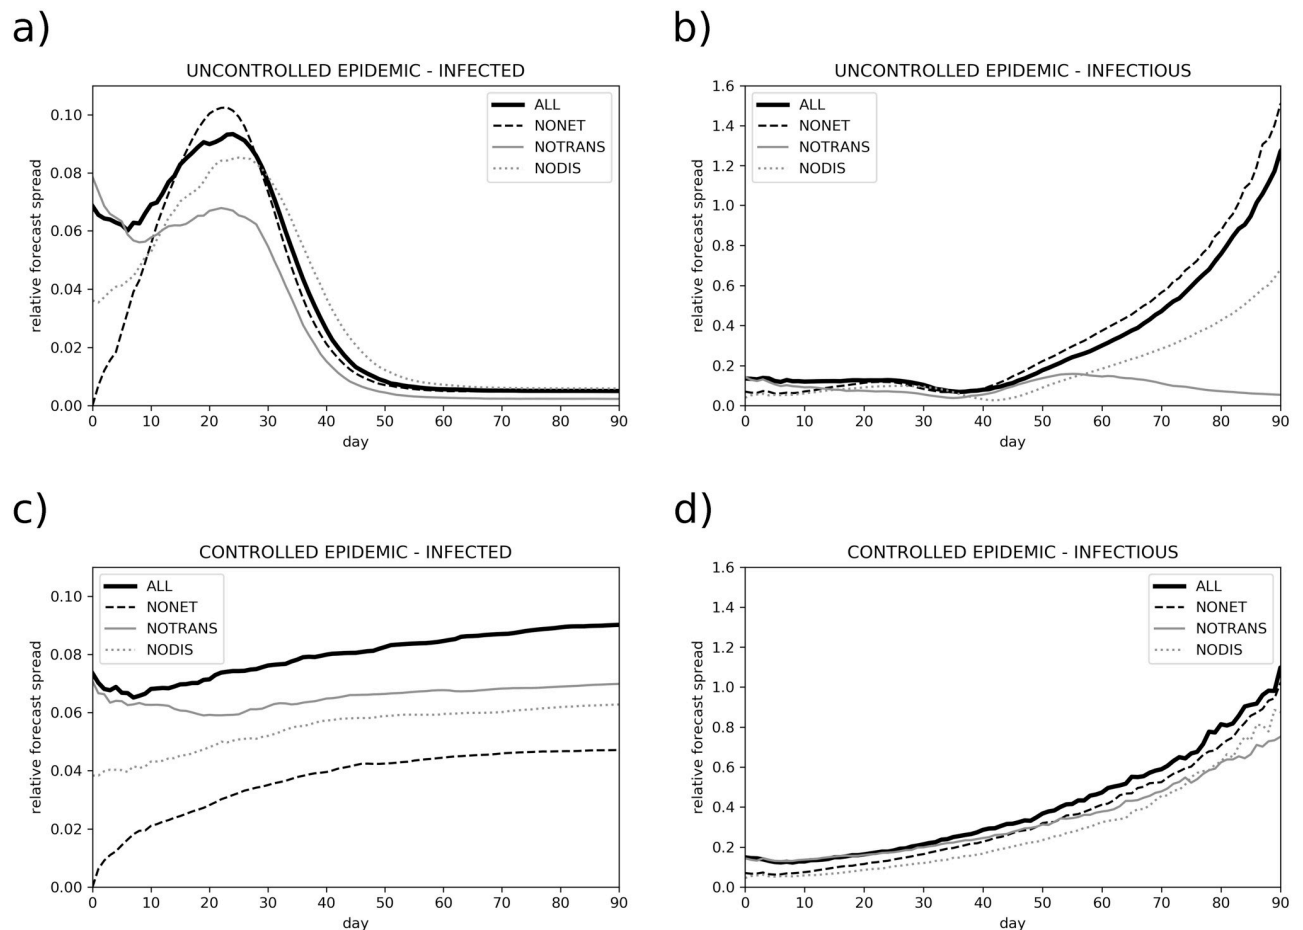 a)
UNCONTROLLED EPIDEMIC - INFECTED
relative forecast spread
0.10
0.08
0.06
0.04
0.02
0.00
ALL
NONET
NOTRANS
NODIS
0 10 20 30 40 50 60 70 80 90
day
b)
UNCONTROLLED EPIDEMIC - INFECTIOUS
relative forecast spread
1.6
1.4
1.2
1.0
0.8
0.6
0.4
0.2
0.0
ALL
NONET
NOTRANS
NODIS
0 10 20 30 40 50 60 70 80 90
day
c)
CONTROLLED EPIDEMIC - INFECTED
relative forecast spread
0.10
0.08
0.06
0.04
0.02
0.00
ALL
NONET
NOTRANS
NODIS
0 10 20 30 40 50 60 70 80 90
day
d)
CONTROLLED EPIDEMIC - INFECTIOUS
relative forecast spread
1.6
1.4
1.2
1.0
0.8
0.6
0.4
0.2
0.0
ALL
NONET
NOTRANS
NODIS
0 10 20 30 40 50 60 70 80 90
day